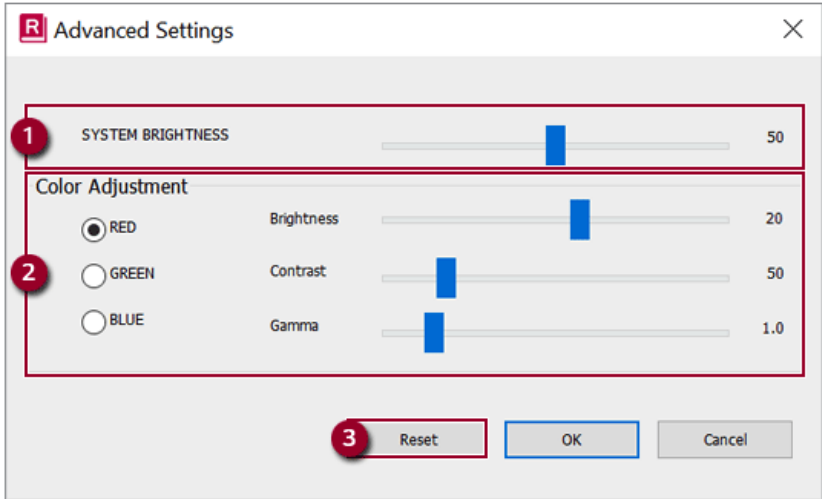 R Advanced Settings
1 SYSTEM BRIGHTNESS 50
Color Adjustment
RED Brightness 20
2 GREEN Contrast 50
BLUE Gamma 1.0
3 Reset OK Cancel